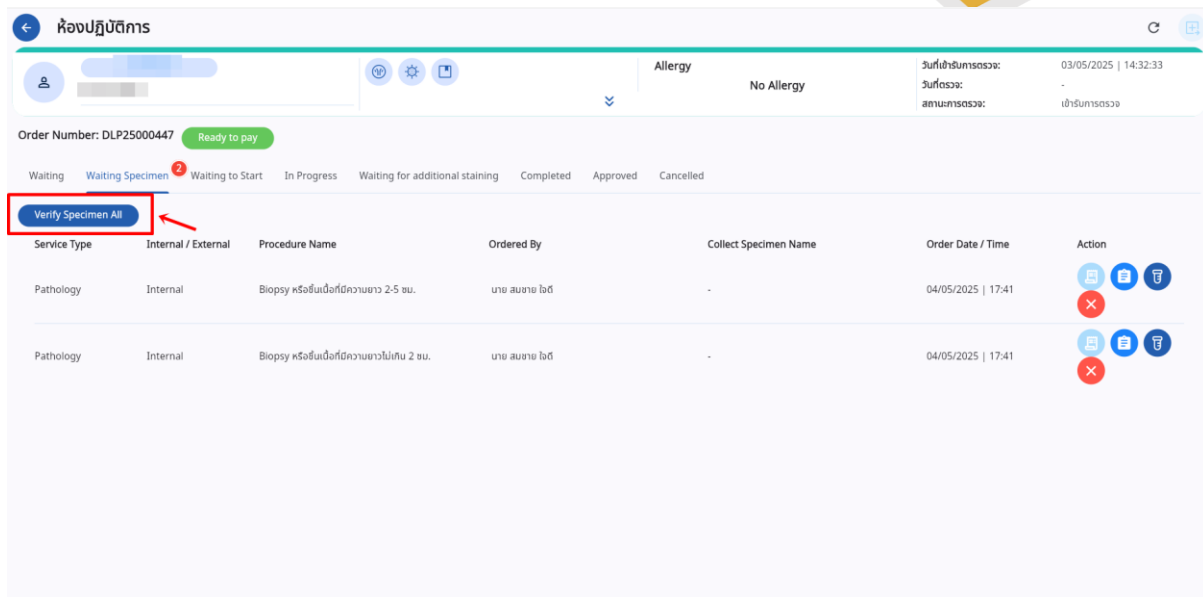 ห้องปฏิบัติการ
Allergy
No Allergy
วันที่เข้ารับการตรวจ: 03/05/2025 | 14:32:33
วันที่ตรวจ: -
สถานะการตรวจ: เข้ารับการตรวจ
Order Number: DLP25000447 Ready to pay
Waiting Waiting Specimen 2 Waiting to Start In Progress Waiting for additional staining Completed Approved Cancelled
Verify Specimen All
Service Type Internal / External Procedure Name Ordered By Collect Specimen Name Order Date / Time Action
Pathology Internal Biopsy หรือชิ้นเนื้อที่มีความยาว 2-5 ซม. นาย สมชาย ใจดี - 04/05/2025 | 17:41
Pathology Internal Biopsy หรือชิ้นเนื้อที่มีความยาวไม่เกิน 2 ซม. นาย สมชาย ใจดี - 04/05/2025 | 17:41